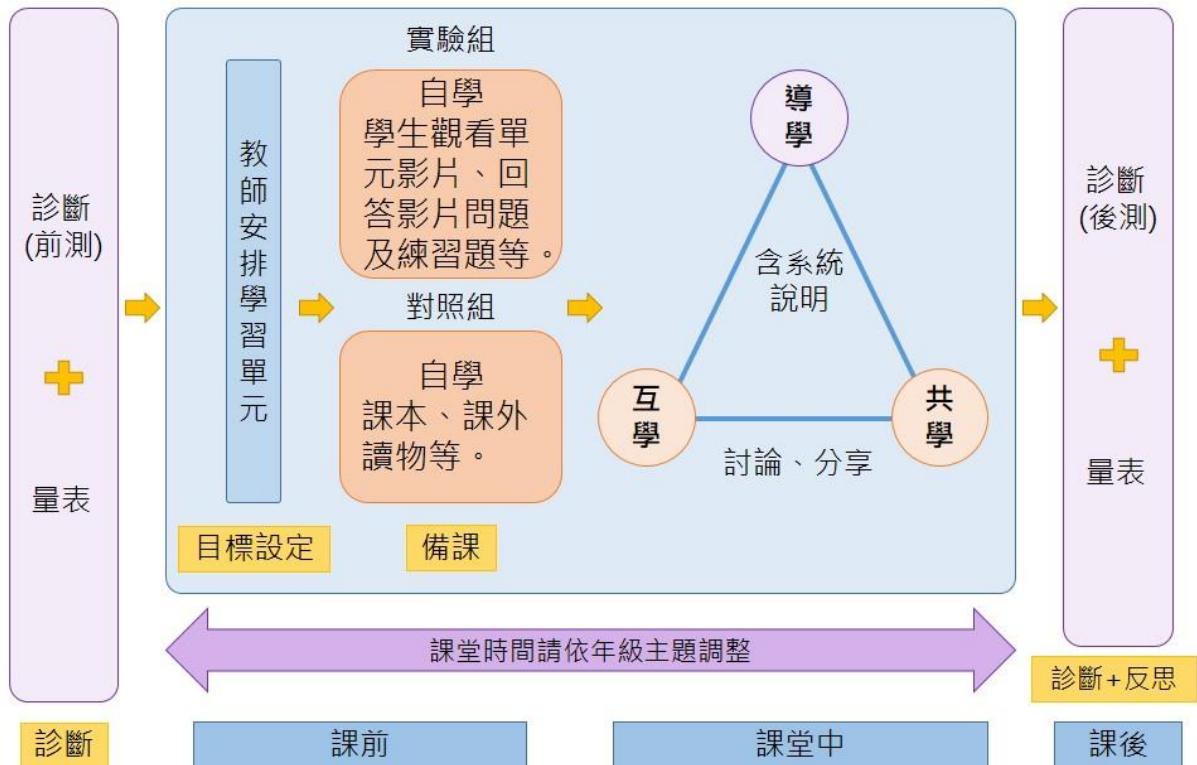 診斷
(前測)
量表
教師安排學習單元
實驗組
自學
學生觀看單
元影片、回
答影片問題
及練習題等。
對照組
自學
課本、課外
讀物等。
目標設定
備課
導學
含系統
說明
互學
共學
討論、分享
診斷
(後測)
量表
課堂時間請依年級主題調整
診斷+反思
診斷
課前
課堂中
課後